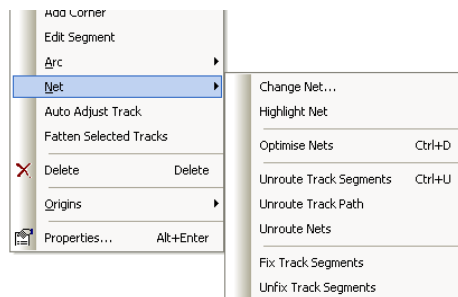 Add Corner
Edit Segment
Arc
Net
Auto Adjust Track
Fatten Selected Tracks
Delete Delete
Origins
Properties... Alt+Enter
Change Net...
Highlight Net
Optimise Nets Ctrl+D
Unroute Track Segments Ctrl+U
Unroute Track Path
Unroute Nets
Fix Track Segments
Unfix Track Segments